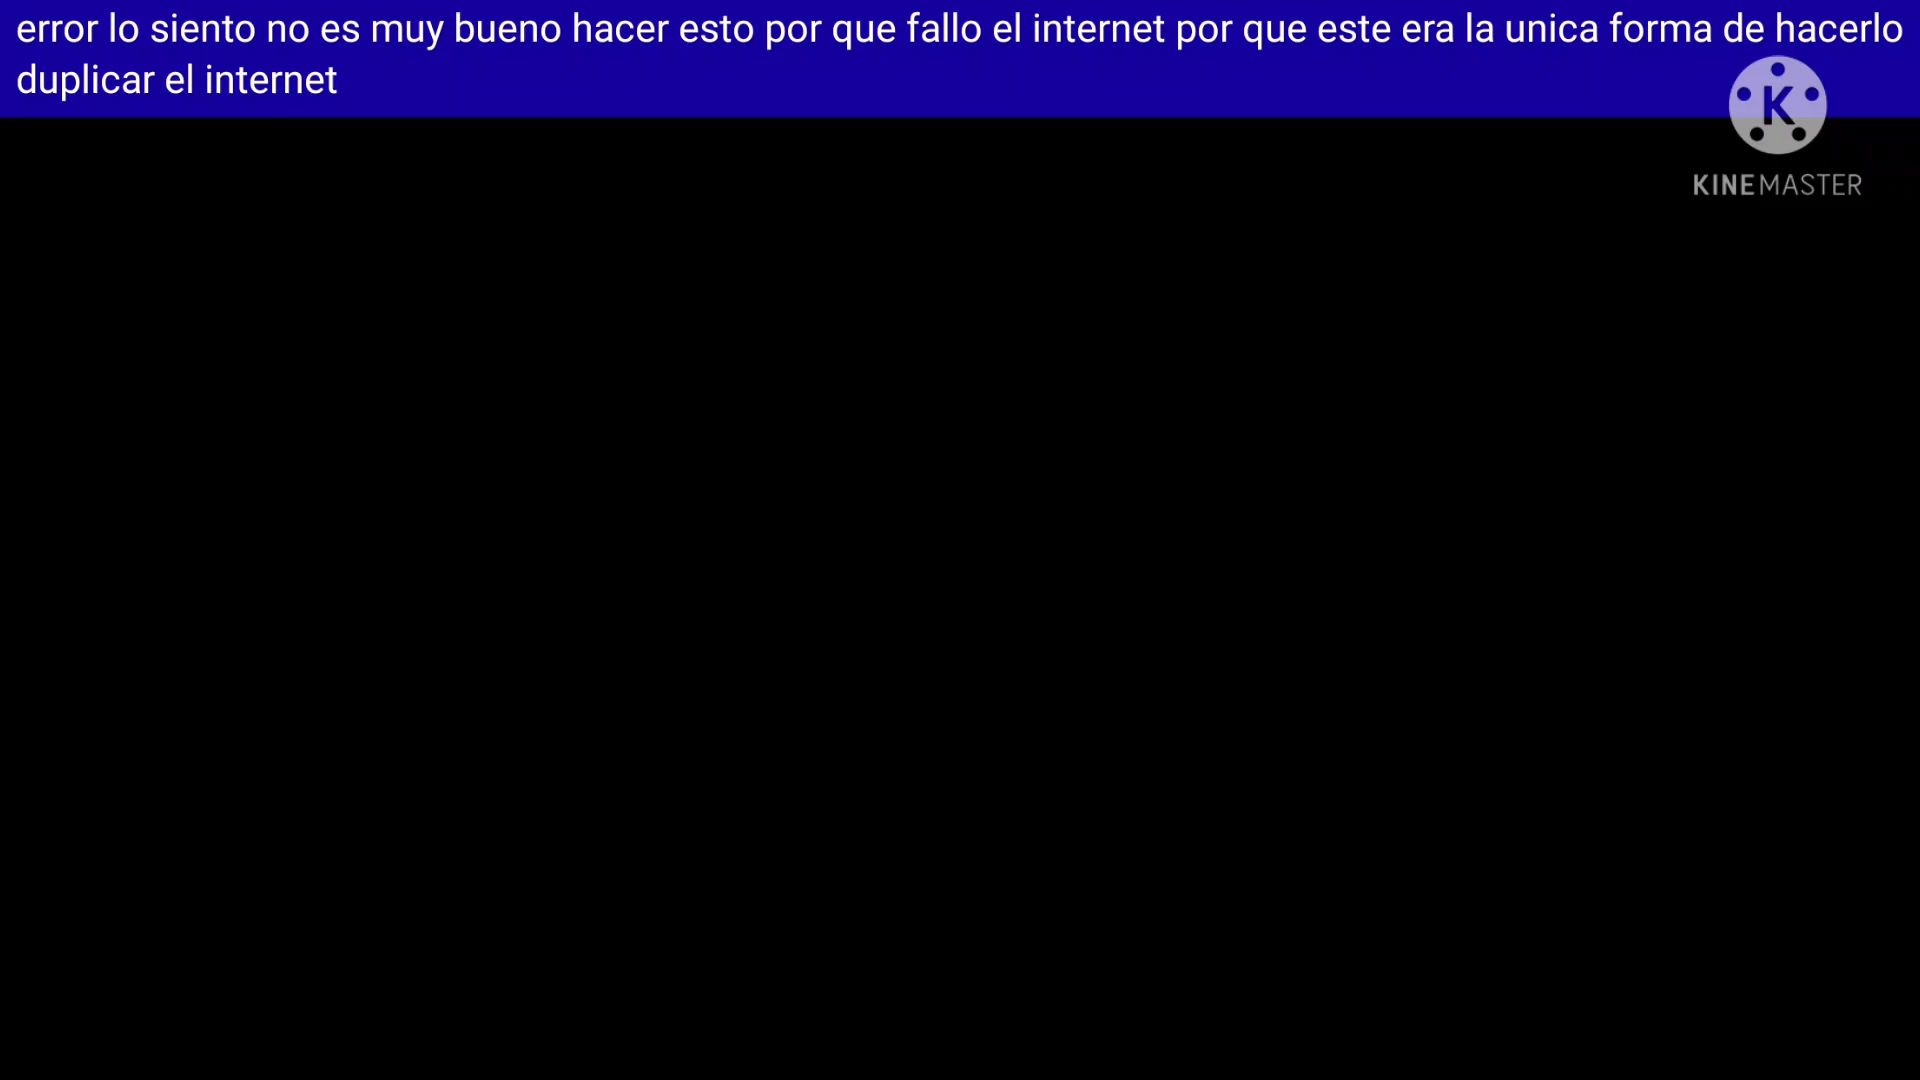 error lo siento no es muy bueno hacer esto por que fallo el internet por que este era la unica forma de hacerlo
duplicar el internet
K
KINEMASTER